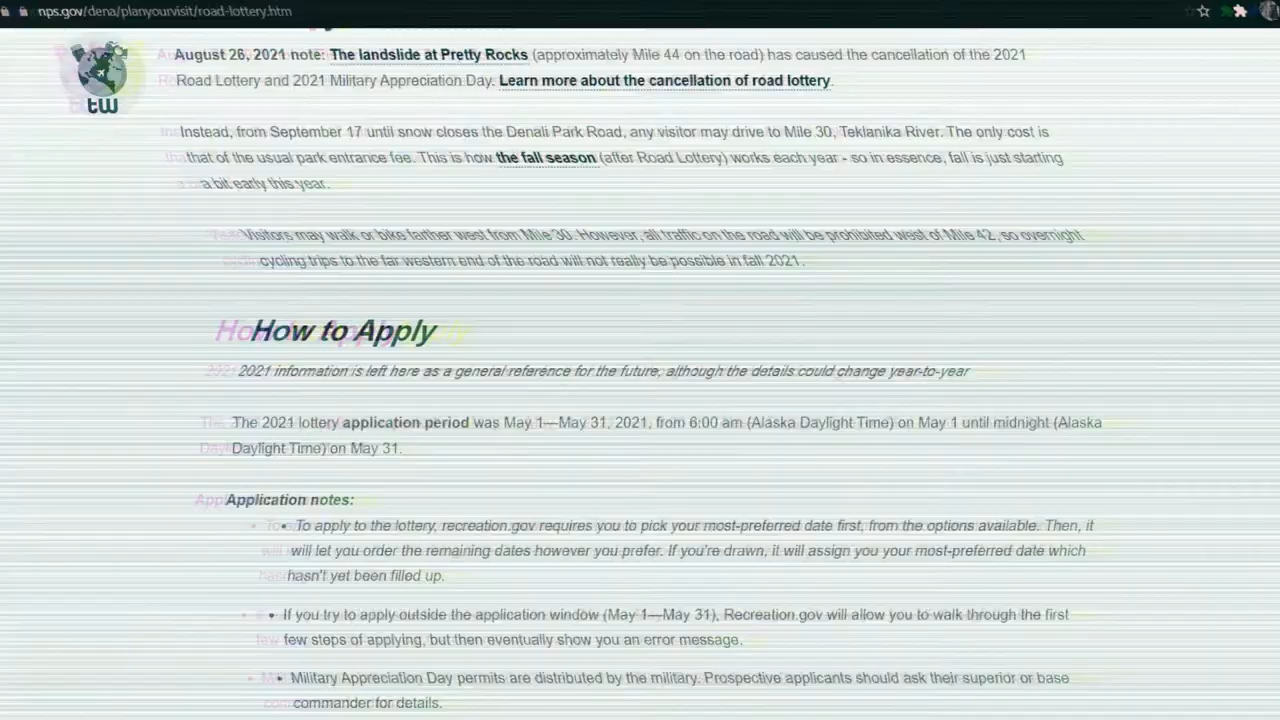 nps.gov/dena/planyourvisit/road-lottery.htm
tw
August 26, 2021 note: The landslide at Pretty Rocks (approximately Mile 44 on the road) has caused the cancellation of the 2021
Road Lottery and 2021 Military Appreciation Day. Learn more about the cancellation of road lottery.
Instead, from September 17 until snow closes the Denali Park Road, any visitor may drive to Mile 30, Teklanika River. The only cost is
that of the usual park entrance fee. This is how the fall season (after Road Lottery) works each year - so in essence, fall is just starting
a bit early this year.
Visitors may walk or bike farther west from Mile 30. However, all traffic on the road will be prohibited west of Mile 42, so overnight
cycling trips to the far western end of the road will not really be possible in fall 2021.
How to Apply
2021 information is left here as a general reference for the future, although the details could change year-to-year
The 2021 lottery application period was May 1—May 31, 2021, from 6:00 am (Alaska Daylight Time) on May 1 until midnight (Alaska
Daylight Time) on May 31.
Application notes:
• To apply to the lottery, recreation.gov requires you to pick your most-preferred date first, from the options available. Then, it
will let you order the remaining dates however you prefer. If you're drawn, it will assign you your most-preferred date which
hasn't yet been filled up.
• If you try to apply outside the application window (May 1—May 31), Recreation.gov will allow you to walk through the first
few steps of applying, but then eventually show you an error message.
• Military Appreciation Day permits are distributed by the military. Prospective applicants should ask their superior or base
commander for details.